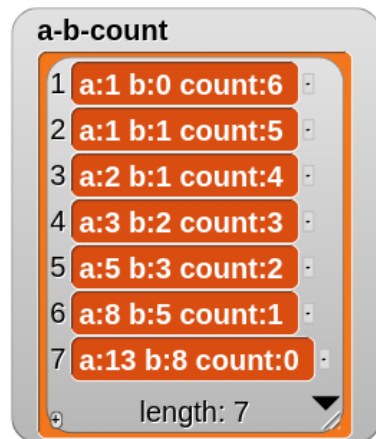 a-b-count
1 a:1 b:0 count:6
2 a:1 b:1 count:5
3 a:2 b:1 count:4
4 a:3 b:2 count:3
5 a:5 b:3 count:2
6 a:8 b:5 count:1
7 a:13 b:8 count:0
length: 7